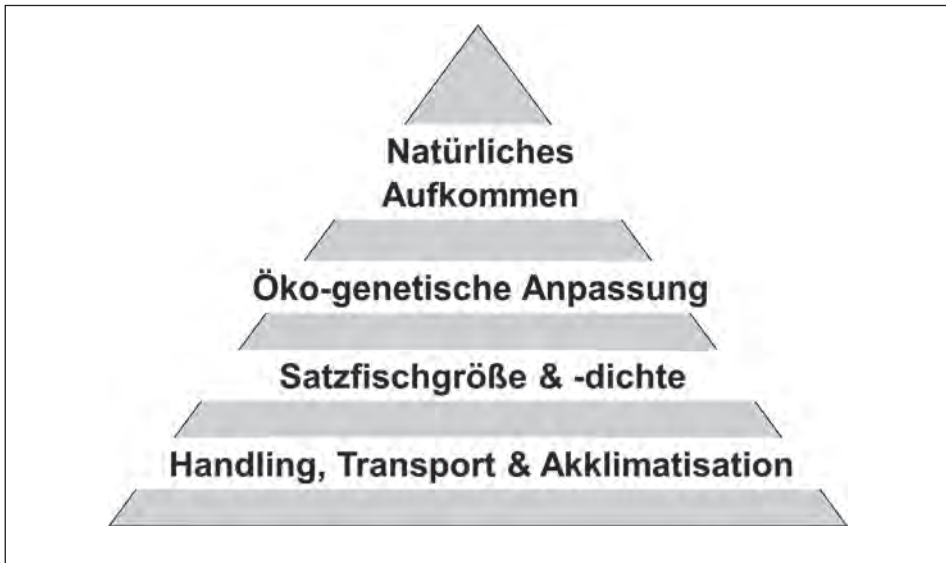 Natürliches
Aufkommen
Öko-genetische Anpassung
Satzfischgröße & -dichte
Handling, Transport & Akklimatisation